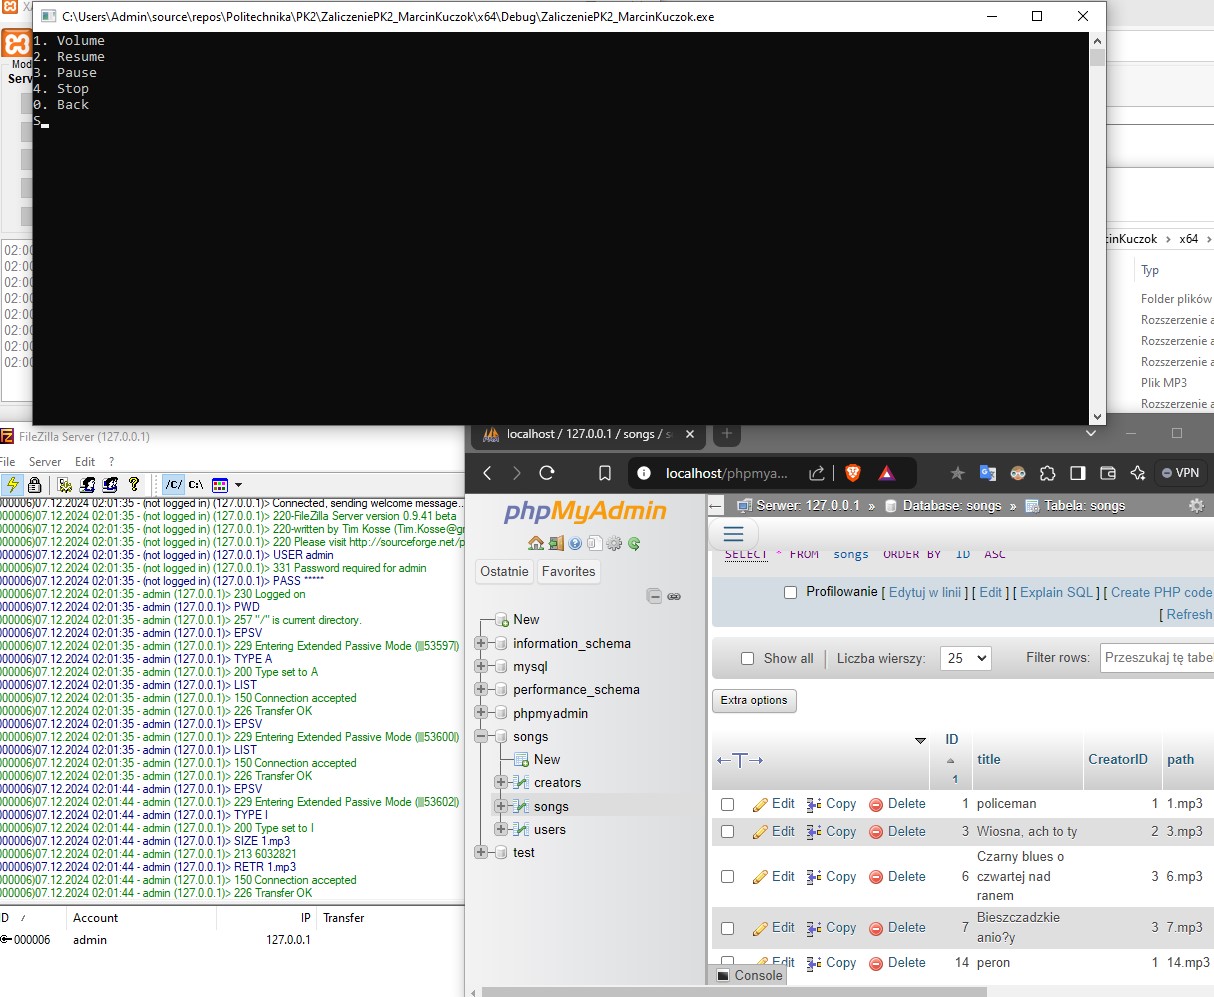 C:\Users\Admin\source\repos\Politechnika\PK2\ZaliczeniePK2_MarcinKuczok\x64\Debug\ZaliczeniePK2_MarcinKuczok.exe
1. Volume
2. Resume
3. Pause
4. Stop
0. Back
S
Mod
Serv
02:00
02:00
02:00
02:00
02:00
02:00
02:00
02:00
cinKuczok > x64 >
Typ
Folder plików
Rozszerzenie a
Rozszerzenie a
Rozszerzenie a
Plik MP3
Rozszerzenie a
FileZilla Server (127.0.0.1)
File Server Edit ?
/C/ C:\
000006)07.12.2024 02:01:35 - (not logged in) (127.0.0.1)> Connected, sending welcome message...
000006)07.12.2024 02:01:35 - (not logged in) (127.0.0.1)> 220-FileZilla Server version 0.9.41 beta
000006)07.12.2024 02:01:35 - (not logged in) (127.0.0.1)> 220-written by Tim Kosse (Tim.Kosse@g
000006)07.12.2024 02:01:35 - (not logged in) (127.0.0.1)> 220 Please visit http://sourceforge.net/p
000006)07.12.2024 02:01:35 - (not logged in) (127.0.0.1)> USER admin
000006)07.12.2024 02:01:35 - (not logged in) (127.0.0.1)> 331 Password required for admin
000006)07.12.2024 02:01:35 - (not logged in) (127.0.0.1)> PASS *****
000006)07.12.2024 02:01:35 - admin (127.0.0.1)> 230 Logged on
000006)07.12.2024 02:01:35 - admin (127.0.0.1)> PWD
000006)07.12.2024 02:01:35 - admin (127.0.0.1)> 257 "/" is current directory.
000006)07.12.2024 02:01:35 - admin (127.0.0.1)> EPSV
000006)07.12.2024 02:01:35 - admin (127.0.0.1)> 229 Entering Extended Passive Mode (|||53597|)
000006)07.12.2024 02:01:35 - admin (127.0.0.1)> TYPE A
000006)07.12.2024 02:01:35 - admin (127.0.0.1)> 200 Type set to A
000006)07.12.2024 02:01:35 - admin (127.0.0.1)> LIST
000006)07.12.2024 02:01:35 - admin (127.0.0.1)> 150 Connection accepted
000006)07.12.2024 02:01:35 - admin (127.0.0.1)> 226 Transfer OK
000006)07.12.2024 02:01:35 - admin (127.0.0.1)> EPSV
000006)07.12.2024 02:01:35 - admin (127.0.0.1)> 229 Entering Extended Passive Mode (|||53600|)
000006)07.12.2024 02:01:35 - admin (127.0.0.1)> LIST
000006)07.12.2024 02:01:35 - admin (127.0.0.1)> 150 Connection accepted
000006)07.12.2024 02:01:35 - admin (127.0.0.1)> 226 Transfer OK
000006)07.12.2024 02:01:44 - admin (127.0.0.1)> EPSV
000006)07.12.2024 02:01:44 - admin (127.0.0.1)> 229 Entering Extended Passive Mode (|||53602|)
000006)07.12.2024 02:01:44 - admin (127.0.0.1)> TYPE I
000006)07.12.2024 02:01:44 - admin (127.0.0.1)> 200 Type set to I
000006)07.12.2024 02:01:44 - admin (127.0.0.1)> SIZE 1.mp3
000006)07.12.2024 02:01:44 - admin (127.0.0.1)> 213 6032821
000006)07.12.2024 02:01:44 - admin (127.0.0.1)> RETR 1.mp3
000006)07.12.2024 02:01:44 - admin (127.0.0.1)> 150 Connection accepted
000006)07.12.2024 02:01:44 - admin (127.0.0.1)> 226 Transfer OK
ID / Account IP Transfer
000006 admin 127.0.0.1
localhost / 127.0.0.1 / songs / s
localhost/phpmya...
VPN
phpMyAdmin
Ostatnie Favorites
New
information_schema
mysql
performance_schema
phpmyadmin
songs
New
creators
songs
users
test
Server: 127.0.0.1 » Database: songs » Tabela: songs
SELECT * FROM songs ORDER BY ID ASC
Profilowanie [ Edytuj w linii ] [ Edit ] [ Explain SQL ] [ Create PHP code
[ Refresh
Show all Liczba wierszy: 25 Filter rows: Przeszukaj tę tabel
Extra options
←T→ ID 1 title CreatorID path
Edit Copy Delete 1 policeman 1 1.mp3
Edit Copy Delete 3 Wiosna, ach to ty 2 3.mp3
Czarny blues o
Edit Copy Delete 6 czwartej nad 3 6.mp3
ranem
Edit Copy Delete 7 Bieszczadzkie 3 7.mp3
anio?y
Edit Copy Delete 14 peron 1 14.mp3
Console